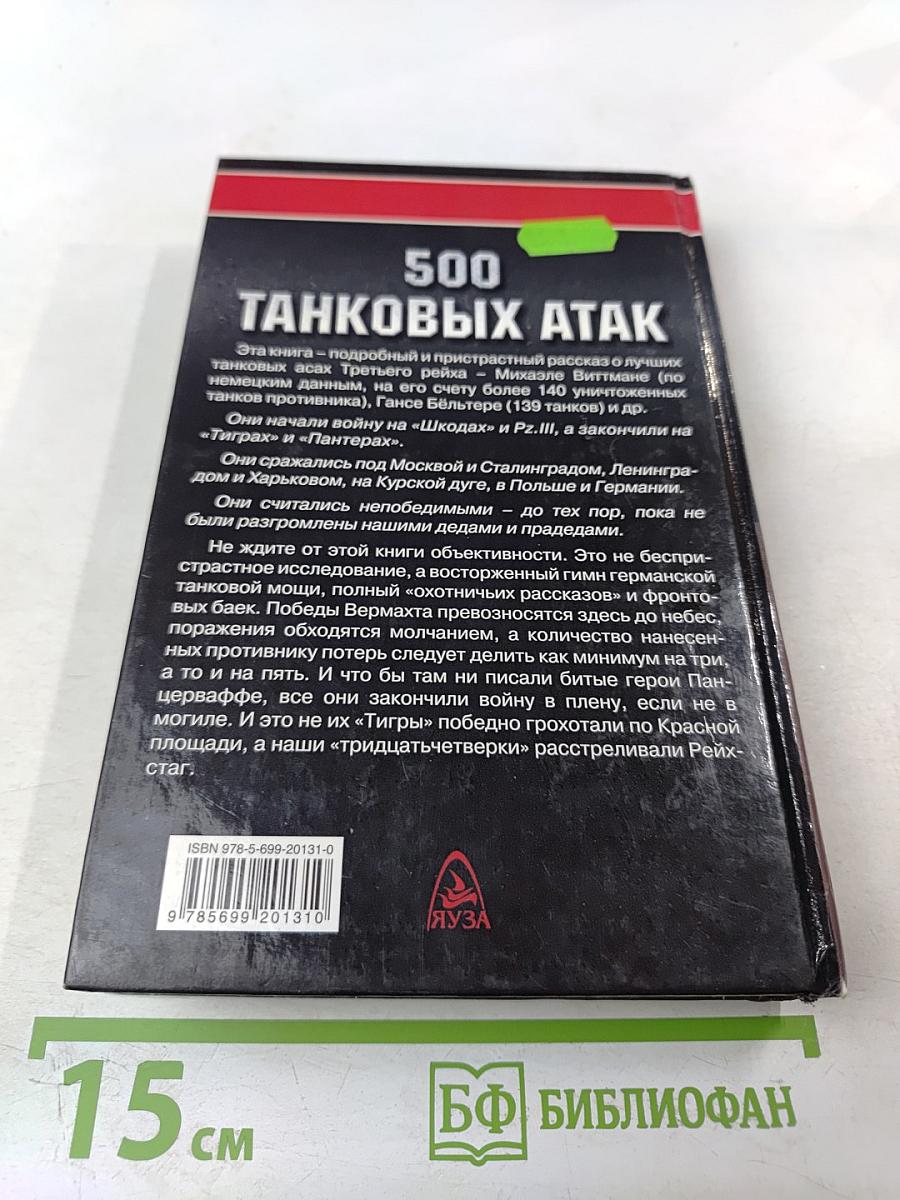 500
ТАНКОВЫХ АТАК
Эта книга – подробный и пристрастный рассказ о лучших
танковых асах Третьего рейха – Михаэле Виттмане (по
немецким данным, на его счету более 140 уничтоженных
танков противника), Гансе Бёльтере (139 танков) и др.
Они начали войну на «Шкодах» и Pz.III, а закончили на
«Тиграх» и «Пантерах».
Они сражались под Москвой и Сталинградом, Ленингра-
дом и Харьковом, на Курской дуге, в Польше и Германии.
Они считались непобедимыми – до тех пор, пока не
были разгромлены нашими дедами и прадедами.
Не ждите от этой книги объективности. Это не беспри-
страстное исследование, а восторженный гимн германской
танковой мощи, полный «охотничьих рассказов» и фронто-
вых баек. Победы Вермахта превозносятся здесь до небес,
поражения обходятся молчанием, а количество нанесен-
ных противнику потерь следует делить как минимум на три,
а то и на пять. И что бы там ни писали битые герои Пан-
церваффе, все они закончили войну в плену, если не в
могиле. И это не их «Тигры» победно грохотали по Красной
площади, а наши «тридцатьчетверки» расстреливали Рейх-
стаг.
ISBN 978-5-699-20131-0
9 785699 201310
ЯУЗА
15 см
БФ БИБЛИОФАН